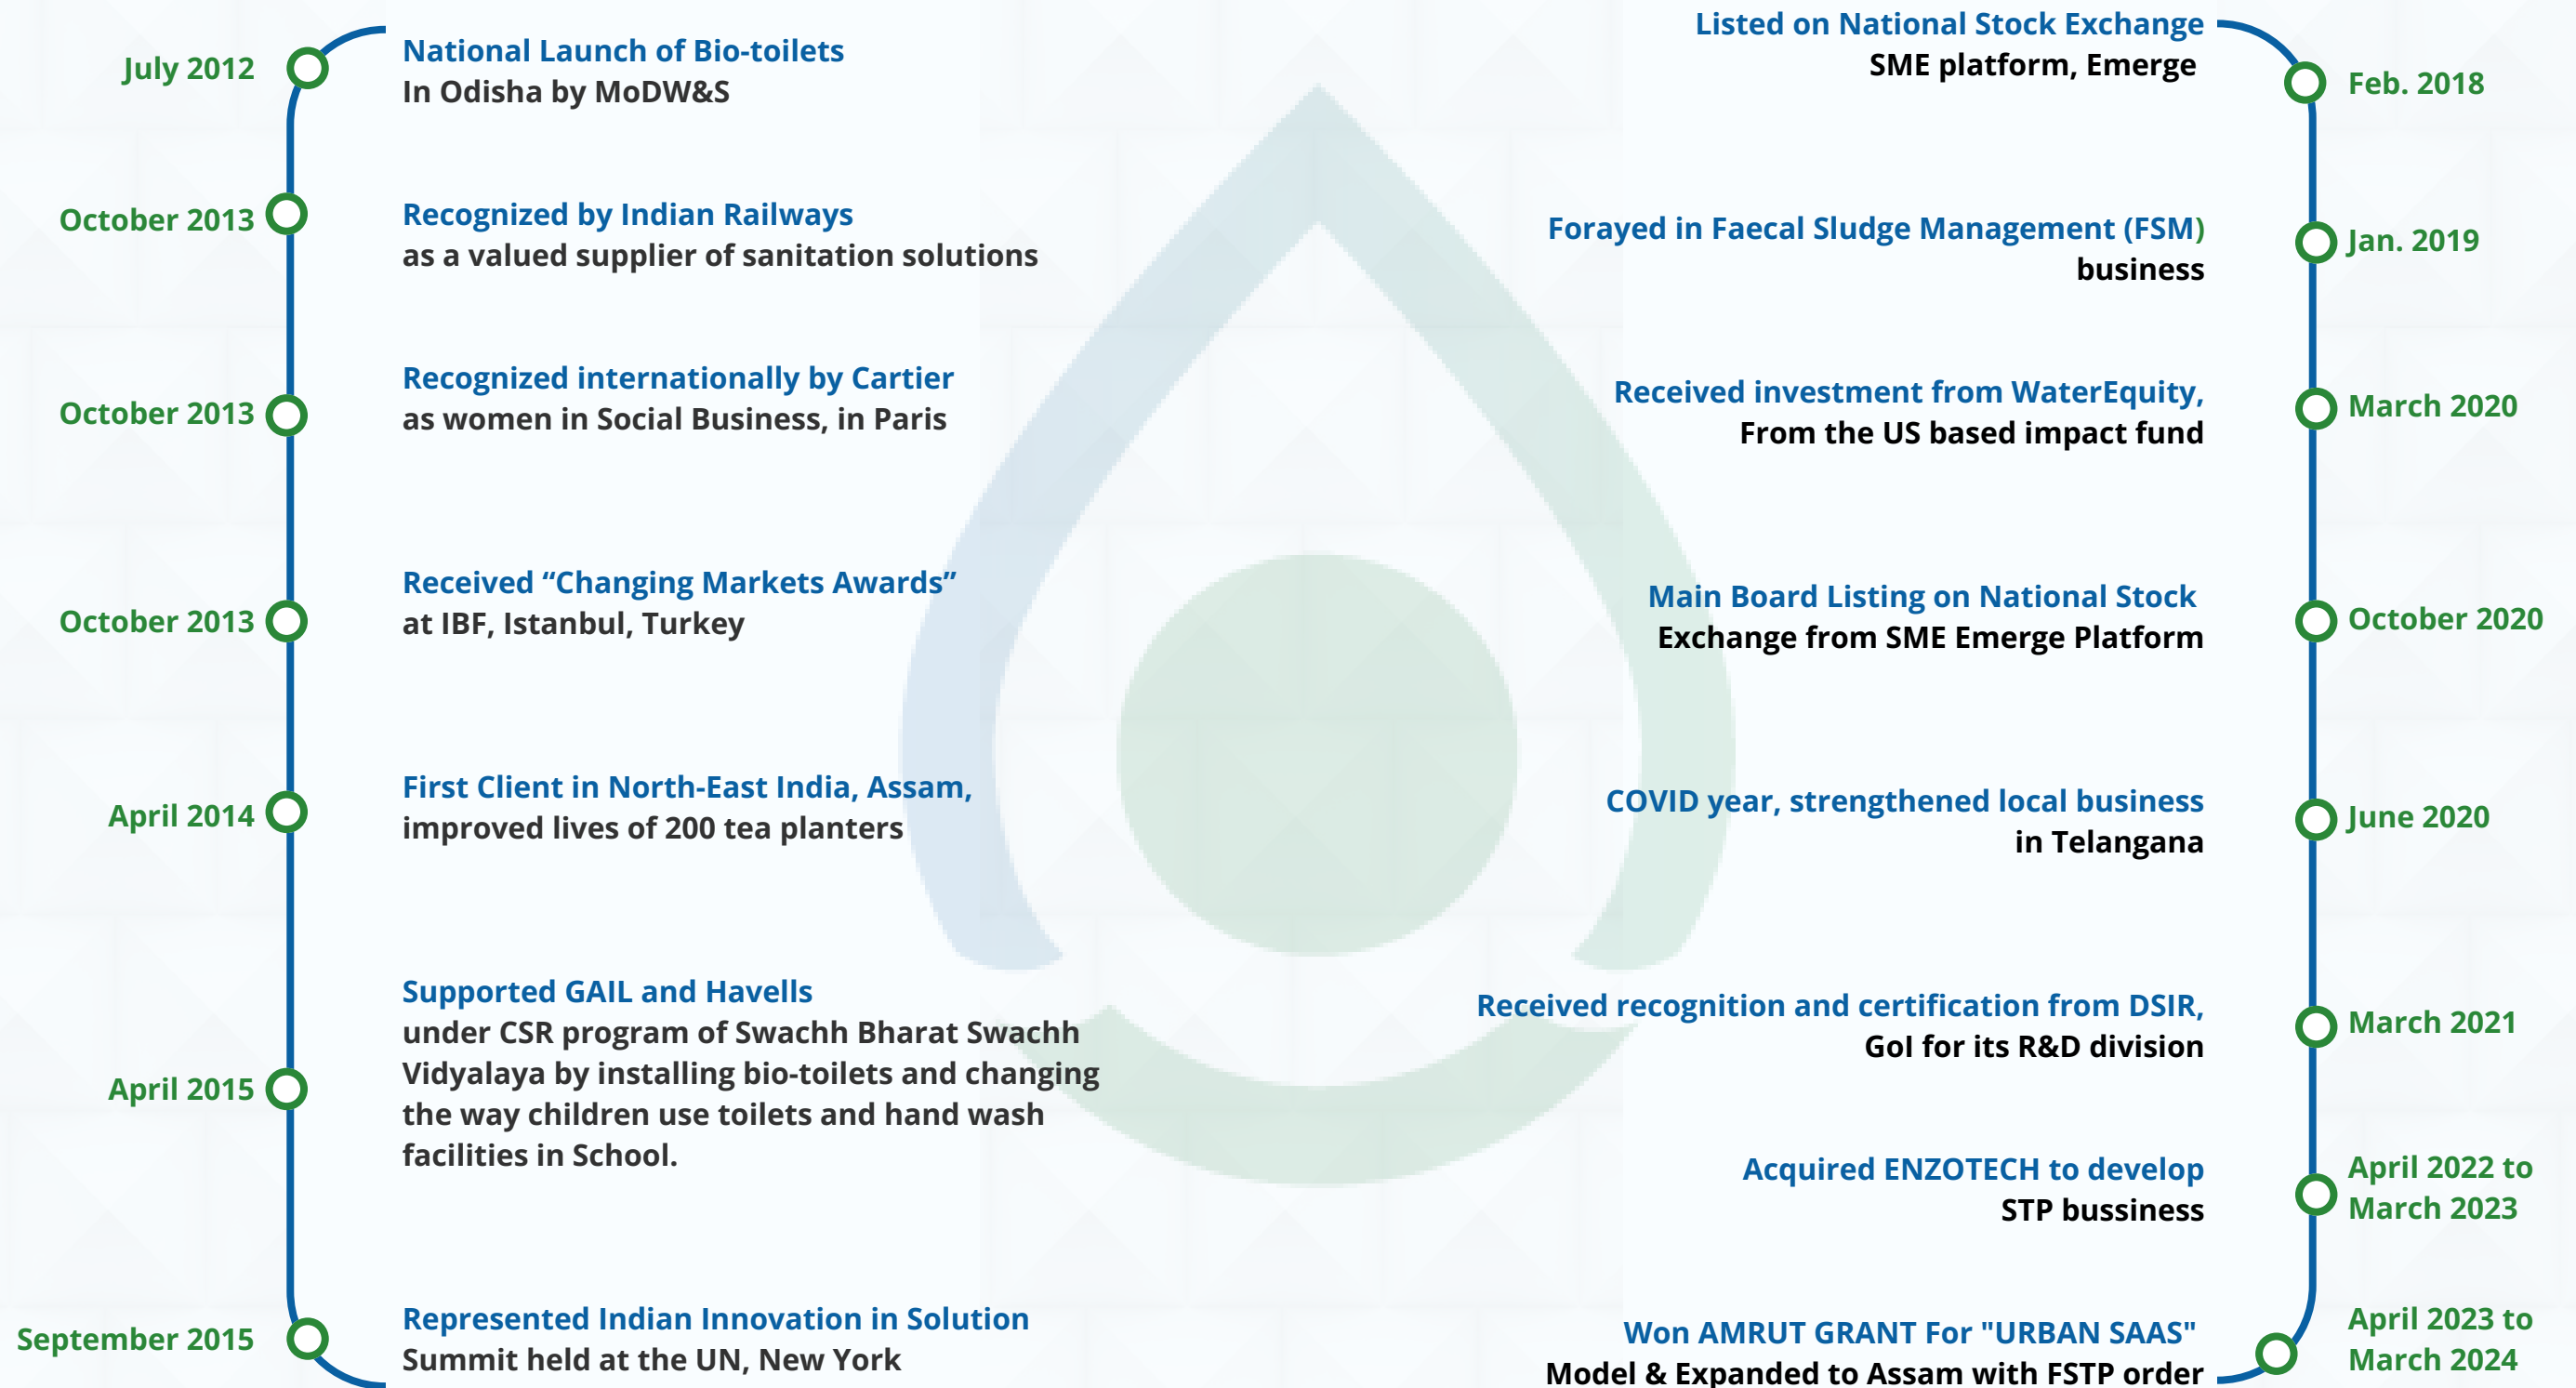 July 2012
National Launch of Bio-toilets
In Odisha by MoDW&S
October 2013
Recognized by Indian Railways
as a valued supplier of sanitation solutions
October 2013
Recognized internationally by Cartier
as women in Social Business, in Paris
October 2013
Received “Changing Markets Awards”
at IBF, Istanbul, Turkey
April 2014
First Client in North-East India, Assam,
improved lives of 200 tea planters
April 2015
Supported GAIL and Havells
under CSR program of Swachh Bharat Swachh
Vidyalaya by installing bio-toilets and changing
the way children use toilets and hand wash
facilities in School.
September 2015
Represented Indian Innovation in Solution
Summit held at the UN, New York
Listed on National Stock Exchange
SME platform, Emerge
Feb. 2018
Forayed in Faecal Sludge Management (FSM)
business
Jan. 2019
Received investment from WaterEquity,
From the US based impact fund
March 2020
Main Board Listing on National Stock
Exchange from SME Emerge Platform
October 2020
COVID year, strengthened local business
in Telangana
June 2020
Received recognition and certification from DSIR,
GoI for its R&D division
March 2021
Acquired ENZOTECH to develop
STP bussiness
April 2022 to
March 2023
Won AMRUT GRANT For "URBAN SAAS"
Model & Expanded to Assam with FSTP order
April 2023 to
March 2024